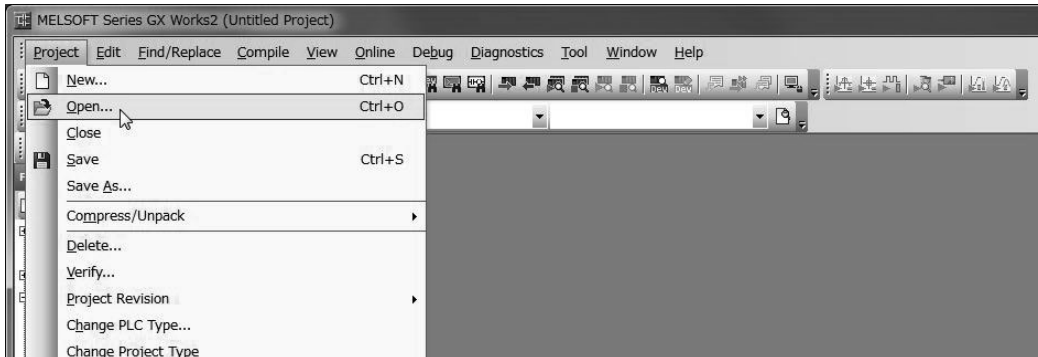 MELSOFT Series GX Works2 (Untitled Project)
Project Edit Find/Replace Compile View Online Debug Diagnostics Tool Window Help
New... Ctrl+N
Open... Ctrl+O
Close
Save Ctrl+S
Save As...
Compress/Unpack
Delete...
Verify...
Project Revision
Change PLC Type...
Change Project Type